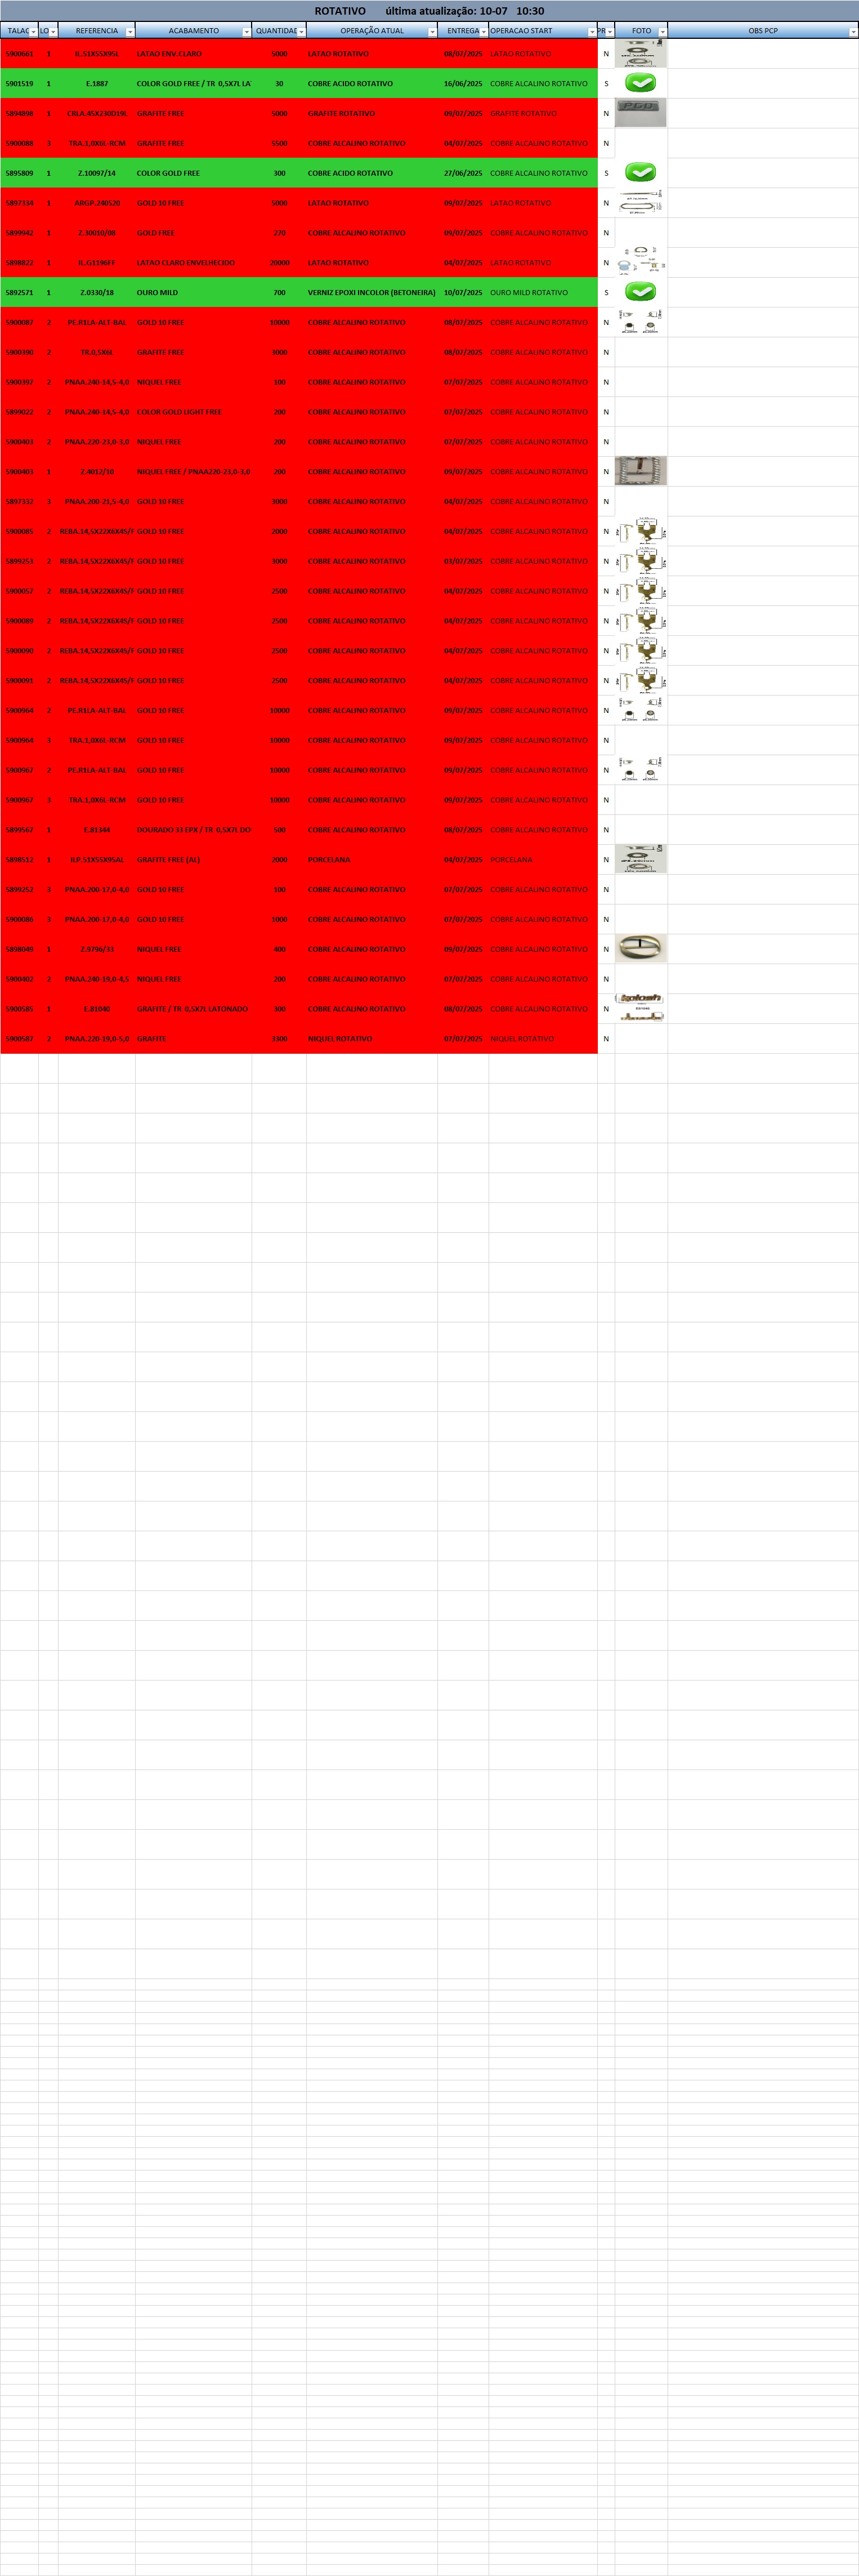 ROTATIVO última atualização: 10-07 10:30
TALAC LO REFERENCIA ACABAMENTO QUANTIDAD OPERAÇÃO ATUAL ENTREGA OPERACAO START PR FOTO OBS PCP
5900661 1 IL.51X55X95L LATAO ENV.CLARO 5000 LATAO ROTATIVO 08/07/2025 LATAO ROTATIVO N
5901519 1 E.1887 COLOR GOLD FREE / TR 0,5X7L LA 30 COBRE ACIDO ROTATIVO 16/06/2025 COBRE ALCALINO ROTATIVO S
5894898 1 CRLA.45X230D19L GRAFITE FREE 5000 GRAFITE ROTATIVO 09/07/2025 GRAFITE ROTATIVO N
5900088 3 TRA.1,0X6L-RCM GRAFITE FREE 5500 COBRE ALCALINO ROTATIVO 04/07/2025 COBRE ALCALINO ROTATIVO N
5895809 1 Z.10097/14 COLOR GOLD FREE 300 COBRE ACIDO ROTATIVO 27/06/2025 COBRE ALCALINO ROTATIVO S
5897334 1 ARGP.240520 GOLD 10 FREE 5000 LATAO ROTATIVO 09/07/2025 LATAO ROTATIVO N
5899942 1 Z.30010/08 GOLD FREE 270 COBRE ALCALINO ROTATIVO 09/07/2025 COBRE ALCALINO ROTATIVO N
5898822 1 IL.G1196FF LATAO CLARO ENVELHECIDO 20000 LATAO ROTATIVO 04/07/2025 LATAO ROTATIVO N
5892571 1 Z.0330/18 OURO MILD 700 VERNIZ EPOXI INCOLOR (BETONEIRA) 10/07/2025 OURO MILD ROTATIVO S
5900087 2 PE.R1LA-ALT-BAL GOLD 10 FREE 10000 COBRE ALCALINO ROTATIVO 08/07/2025 COBRE ALCALINO ROTATIVO N
5900390 2 TR.0,5X6L GRAFITE FREE 3000 COBRE ALCALINO ROTATIVO 08/07/2025 COBRE ALCALINO ROTATIVO N
5900397 2 PNAA.240-14,5-4,0 NIQUEL FREE 100 COBRE ALCALINO ROTATIVO 07/07/2025 COBRE ALCALINO ROTATIVO N
5899022 2 PNAA.240-14,5-4,0 COLOR GOLD LIGHT FREE 200 COBRE ALCALINO ROTATIVO 07/07/2025 COBRE ALCALINO ROTATIVO N
5900403 2 PNAA.220-23,0-3,0 NIQUEL FREE 200 COBRE ALCALINO ROTATIVO 07/07/2025 COBRE ALCALINO ROTATIVO N
5900403 1 Z.4012/30 NIQUEL FREE / PNAA220-23,0-3,0 200 COBRE ALCALINO ROTATIVO 09/07/2025 COBRE ALCALINO ROTATIVO N
5897332 3 PNAA.200-21,5-4,0 GOLD 10 FREE 3000 COBRE ALCALINO ROTATIVO 04/07/2025 COBRE ALCALINO ROTATIVO N
5900085 2 REBA.14,5X22X6X45/F GOLD 10 FREE 2000 COBRE ALCALINO ROTATIVO 04/07/2025 COBRE ALCALINO ROTATIVO N
5899253 2 REBA.14,5X22X6X45/F GOLD 10 FREE 3000 COBRE ALCALINO ROTATIVO 03/07/2025 COBRE ALCALINO ROTATIVO N
5900057 2 REBA.14,5X22X6X45/F GOLD 10 FREE 2500 COBRE ALCALINO ROTATIVO 04/07/2025 COBRE ALCALINO ROTATIVO N
5900089 2 REBA.14,5X22X6X45/F GOLD 10 FREE 2500 COBRE ALCALINO ROTATIVO 04/07/2025 COBRE ALCALINO ROTATIVO N
5900090 2 REBA.14,5X22X6X45/F GOLD 10 FREE 2500 COBRE ALCALINO ROTATIVO 04/07/2025 COBRE ALCALINO ROTATIVO N
5900091 2 REBA.14,5X22X6X45/F GOLD 10 FREE 2500 COBRE ALCALINO ROTATIVO 04/07/2025 COBRE ALCALINO ROTATIVO N
5900964 2 PE.R1LA-ALT-BAL GOLD 10 FREE 10000 COBRE ALCALINO ROTATIVO 09/07/2025 COBRE ALCALINO ROTATIVO N
5900964 3 TRA.1,0X6L-RCM GOLD 10 FREE 10000 COBRE ALCALINO ROTATIVO 09/07/2025 COBRE ALCALINO ROTATIVO N
5900967 2 PE.R1LA-ALT-BAL GOLD 10 FREE 10000 COBRE ALCALINO ROTATIVO 09/07/2025 COBRE ALCALINO ROTATIVO N
5900967 3 TRA.1,0X6L-RCM GOLD 10 FREE 10000 COBRE ALCALINO ROTATIVO 09/07/2025 COBRE ALCALINO ROTATIVO N
5899567 1 E.81344 DOURADO 33 EPX / TR 0,5X7L DO 500 COBRE ALCALINO ROTATIVO 08/07/2025 COBRE ALCALINO ROTATIVO N
5898512 1 ILP.51X55X95AL GRAFITE FREE (AL) 2000 PORCELANA 04/07/2025 PORCELANA N
5899252 3 PNAA.200-17,0-4,0 GOLD 10 FREE 100 COBRE ALCALINO ROTATIVO 07/07/2025 COBRE ALCALINO ROTATIVO N
5900086 3 PNAA.200-17,0-4,0 GOLD 10 FREE 1000 COBRE ALCALINO ROTATIVO 07/07/2025 COBRE ALCALINO ROTATIVO N
5898049 1 Z.9796/33 NIQUEL FREE 400 COBRE ALCALINO ROTATIVO 09/07/2025 COBRE ALCALINO ROTATIVO N
5900402 2 PNAA.240-19,0-4,5 NIQUEL FREE 200 COBRE ALCALINO ROTATIVO 07/07/2025 COBRE ALCALINO ROTATIVO N
5900585 1 E.81040 GRAFITE / TR 0,5X7L LATONADO 300 COBRE ALCALINO ROTATIVO 08/07/2025 COBRE ALCALINO ROTATIVO N
5900587 2 PNAA.220-19,0-5,0 GRAFITE 3300 NIQUEL ROTATIVO 07/07/2025 NIQUEL ROTATIVO N